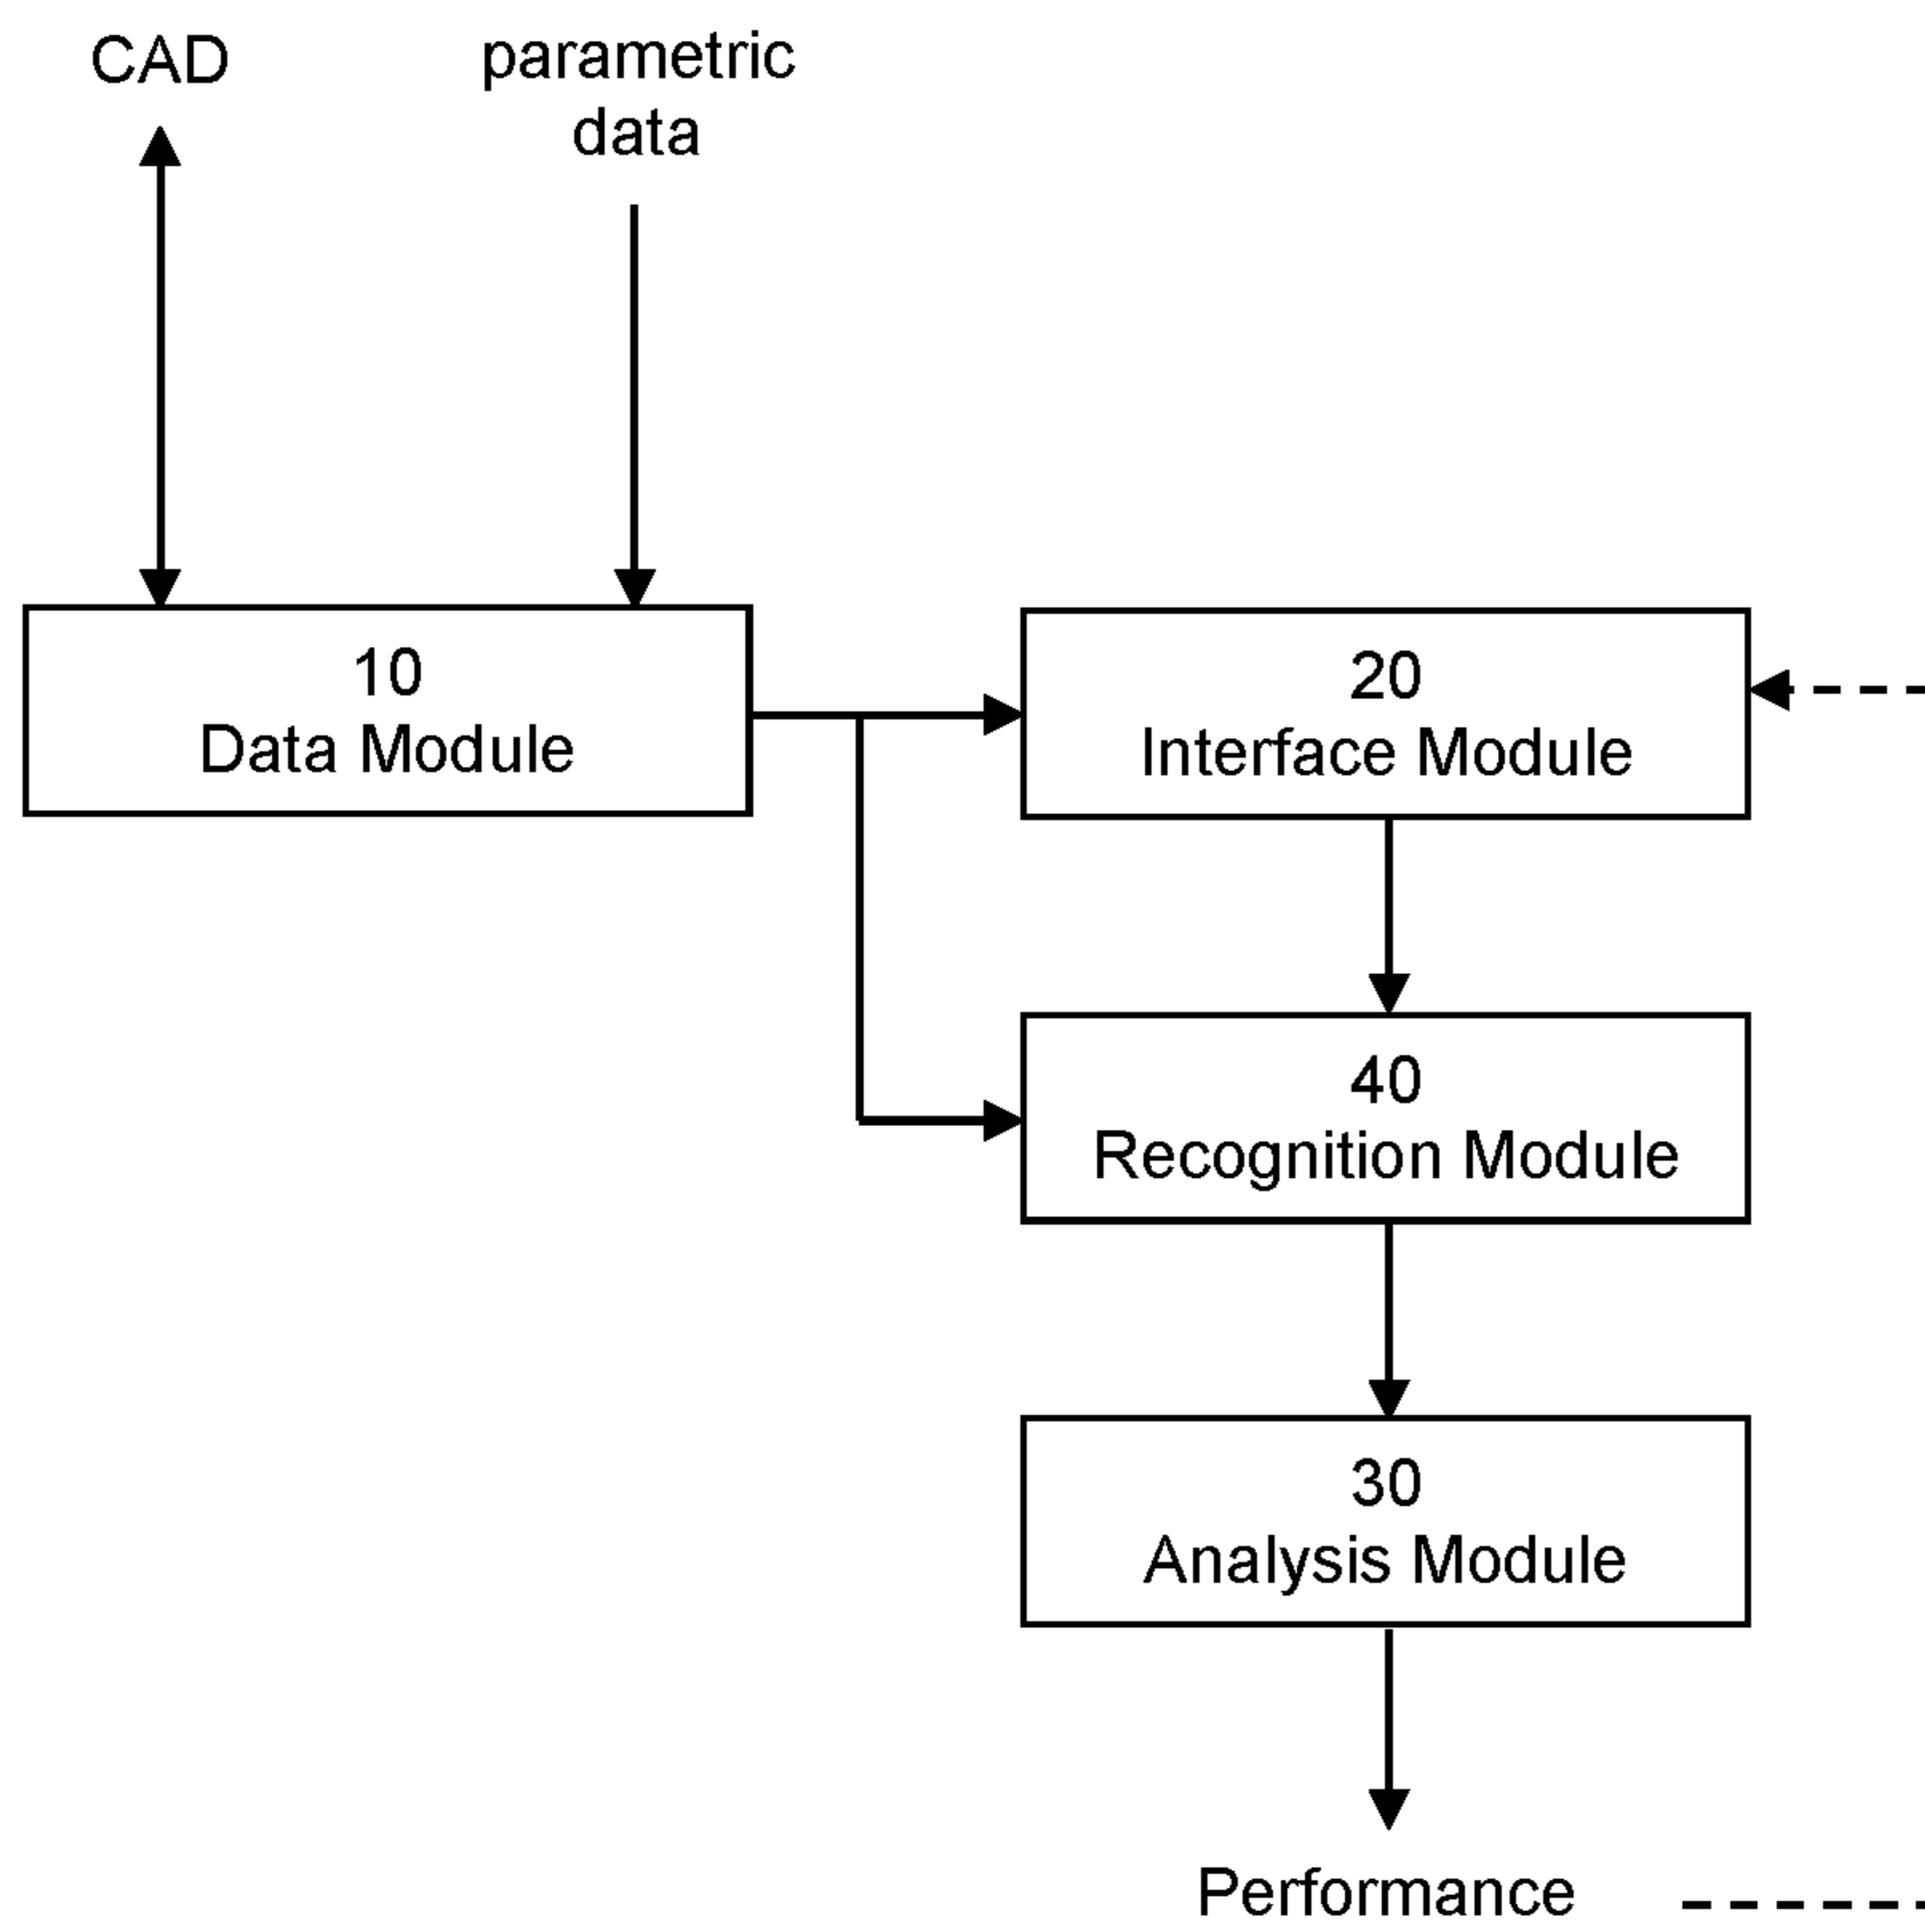 CAD
parametric
data
10
Data Module
20
Interface Module
40
Recognition Module
30
Analysis Module
Performance